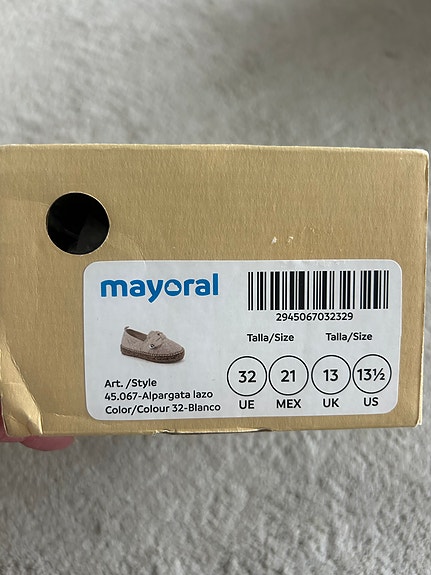 mayoral
2945067032329
Talla/Size Talla/Size
32 21 13 13½
UE MEX UK US
Art. /Style
45.067-Alpargata lazo
Color/Colour 32-Blanco